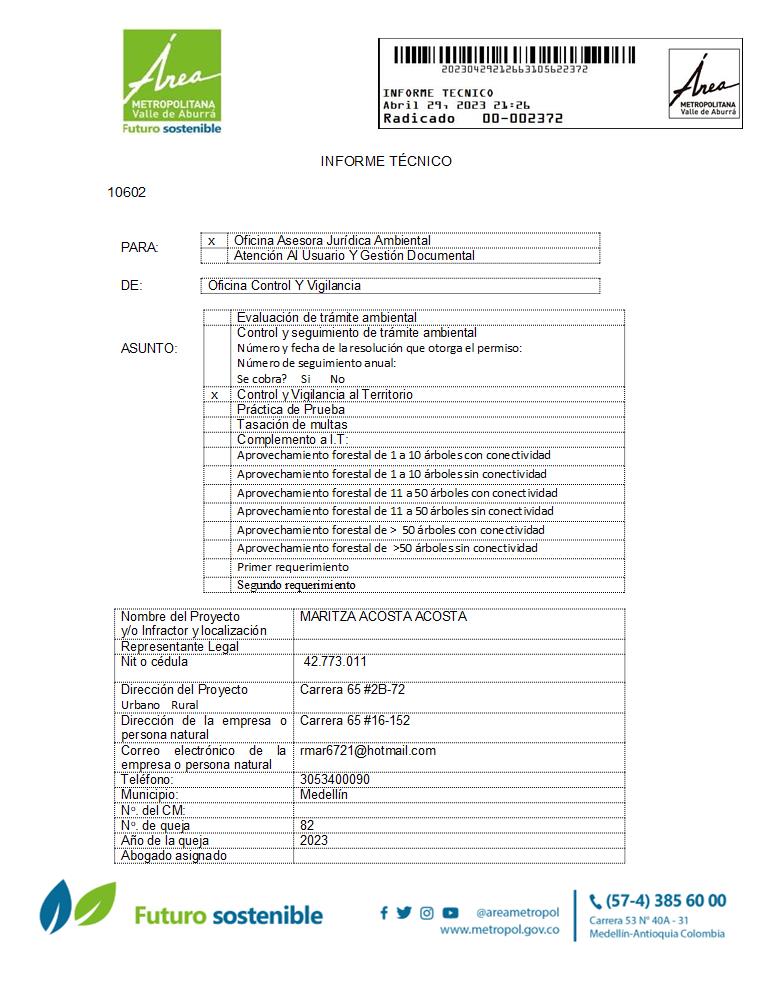 Área
METROPOLITANA
Valle de Aburrá
Futuro sostenible
20230429212663105622372
INFORME TECNICO
Abril 29, 2023 21:26
Radicado 00-002372
Área
METROPOLITANA
Valle de Aburrá
INFORME TÉCNICO
10602
PARA:
x Oficina Asesora Jurídica Ambiental
Atención Al Usuario Y Gestión Documental
DE: Oficina Control Y Vigilancia
ASUNTO:
Evaluación de trámite ambiental
Control y seguimiento de trámite ambiental
Número y fecha de la resolución que otorga el permiso:
Número de seguimiento anual:
Se cobra? Si No
x Control y Vigilancia al Territorio
Práctica de Prueba
Tasación de multas
Complemento a I.T:
Aprovechamiento forestal de 1 a 10 árboles con conectividad
Aprovechamiento forestal de 1 a 10 árboles sin conectividad
Aprovechamiento forestal de 11 a 50 árboles con conectividad
Aprovechamiento forestal de 11 a 50 árboles sin conectividad
Aprovechamiento forestal de > 50 árboles con conectividad
Aprovechamiento forestal de >50 árboles sin conectividad
Primer requerimiento
Segundo requerimiento
Nombre del Proyecto MARITZA ACOSTA ACOSTA
y/o Infractor y localización
Representante Legal
Nit o cédula 42.773.011
Dirección del Proyecto Carrera 65 #2B-72
Urbano Rural
Dirección de la empresa o Carrera 65 #16-152
persona natural
Correo electrónico de la rmar6721@hotmail.com
empresa o persona natural
Teléfono: 3053400090
Municipio: Medellín
Nº. del CM:
Nº. de queja 82
Año de la queja 2023
Abogado asignado
Futuro sostenible
@areametropol
www.metropol.gov.co
(57-4) 385 60 00
Carrera 53 N° 40A - 31
Medellín-Antioquia Colombia